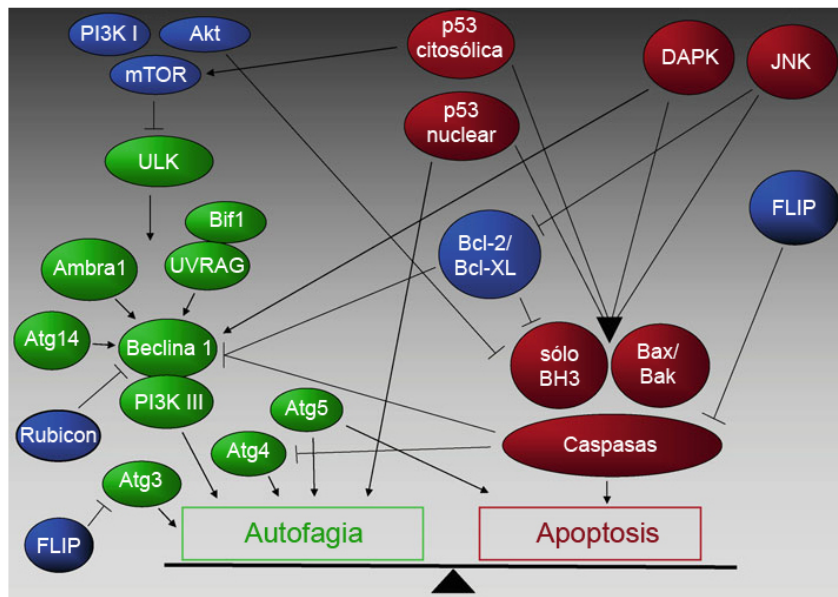 PI3K I
Akt
mTOR
p53
citosólica
DAPK
JNK
p53
nuclear
ULK
FLIP
Bif1
UVRAG
Bcl-2/
Bcl-XL
Ambra1
Atg14
Beclina 1
sólo
BH3
Bax/
Bak
PI3K III
Rubicon
Atg5
Atg4
Caspasas
Atg3
FLIP
Autofagia
Apoptosis